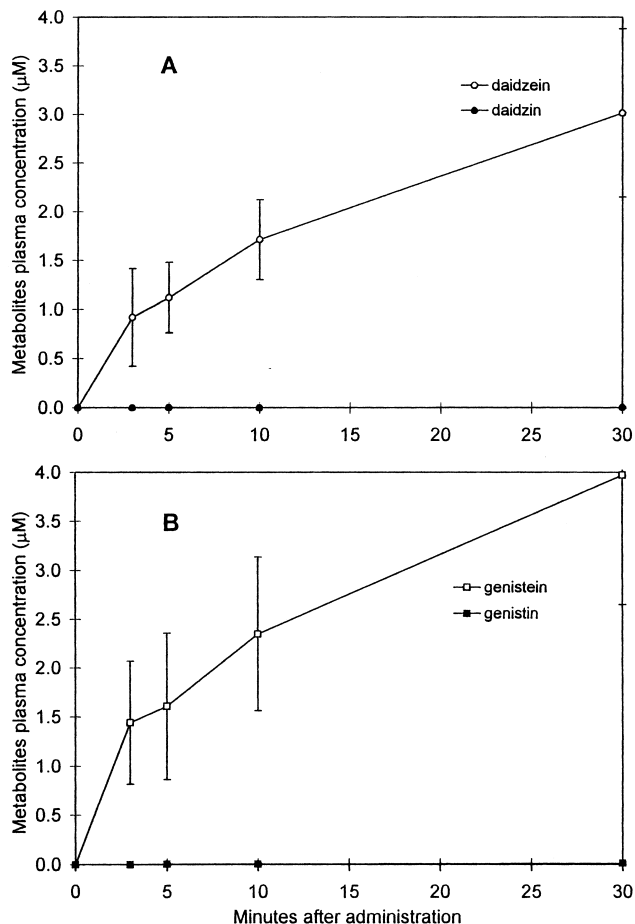 Metabolites plasma concentration (µM)
4.0
3.5
3.0
2.5
2.0
1.5
1.0
0.5
0.0
A
daidzein
daidzin
0 5 10 15 20 25 30
Metabolites plasma concentration (µM)
4.0
3.5
3.0
2.5
2.0
1.5
1.0
0.5
0.0
B
genistein
genistin
0 5 10 15 20 25 30
Minutes after administration